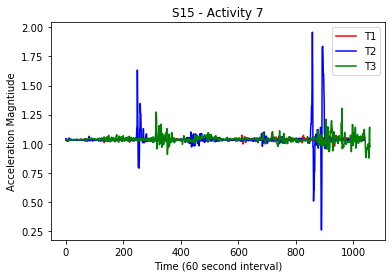 S15 - Activity 7
T1
T2
T3
2.00
1.75
1.50
1.25
1.00
0.75
0.50
0.25
Acceleration Magntiude
0
200
400
600
800
1000
Time (60 second interval)